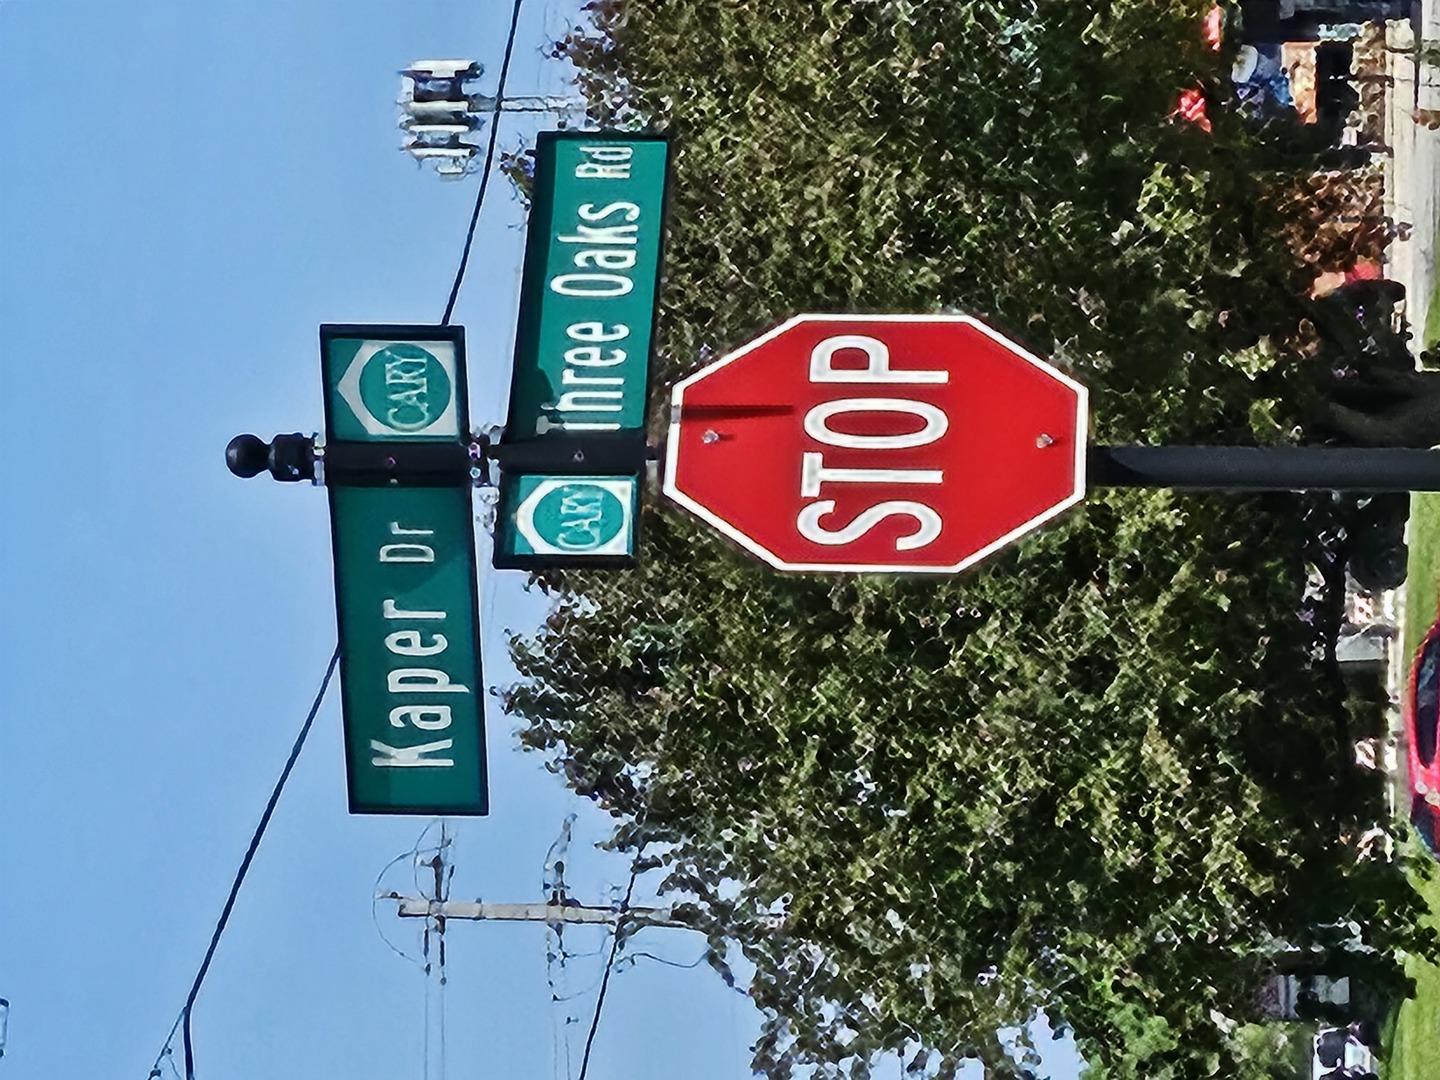 CARY
Kaper Dr
CARY
Three Oaks Rd
STOP